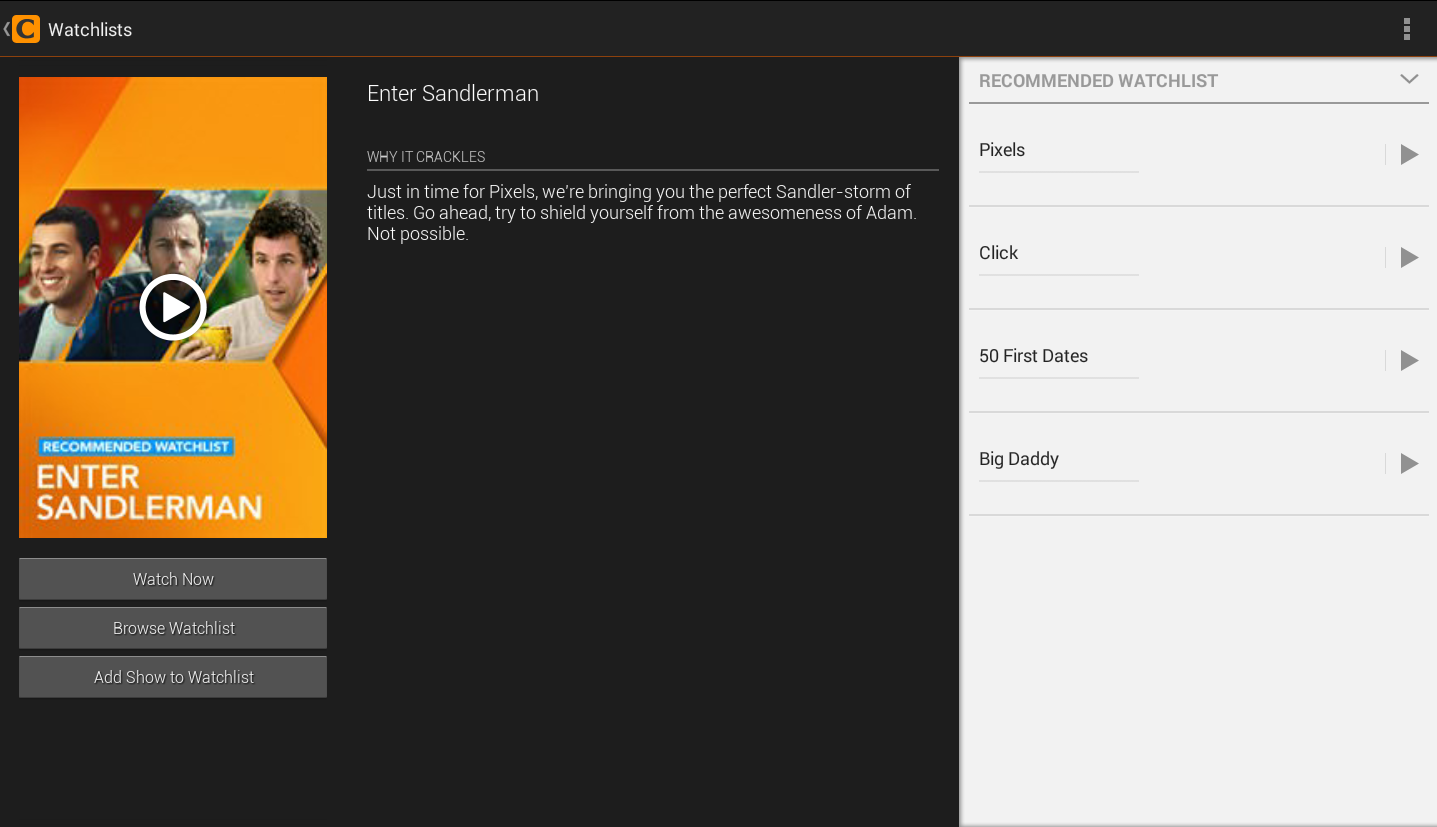 C Watchlists
RECOMMENDED WATCHLIST
ENTER
SANDLERMAN
Watch Now
Browse Watchlist
Add Show to Watchlist
Enter Sandlerman
WHY IT CRACKLES
Just in time for Pixels, we're bringing you the perfect Sandler-storm of
titles. Go ahead, try to shield yourself from the awesomeness of Adam.
Not possible.
RECOMMENDED WATCHLIST
Pixels
Click
50 First Dates
Big Daddy